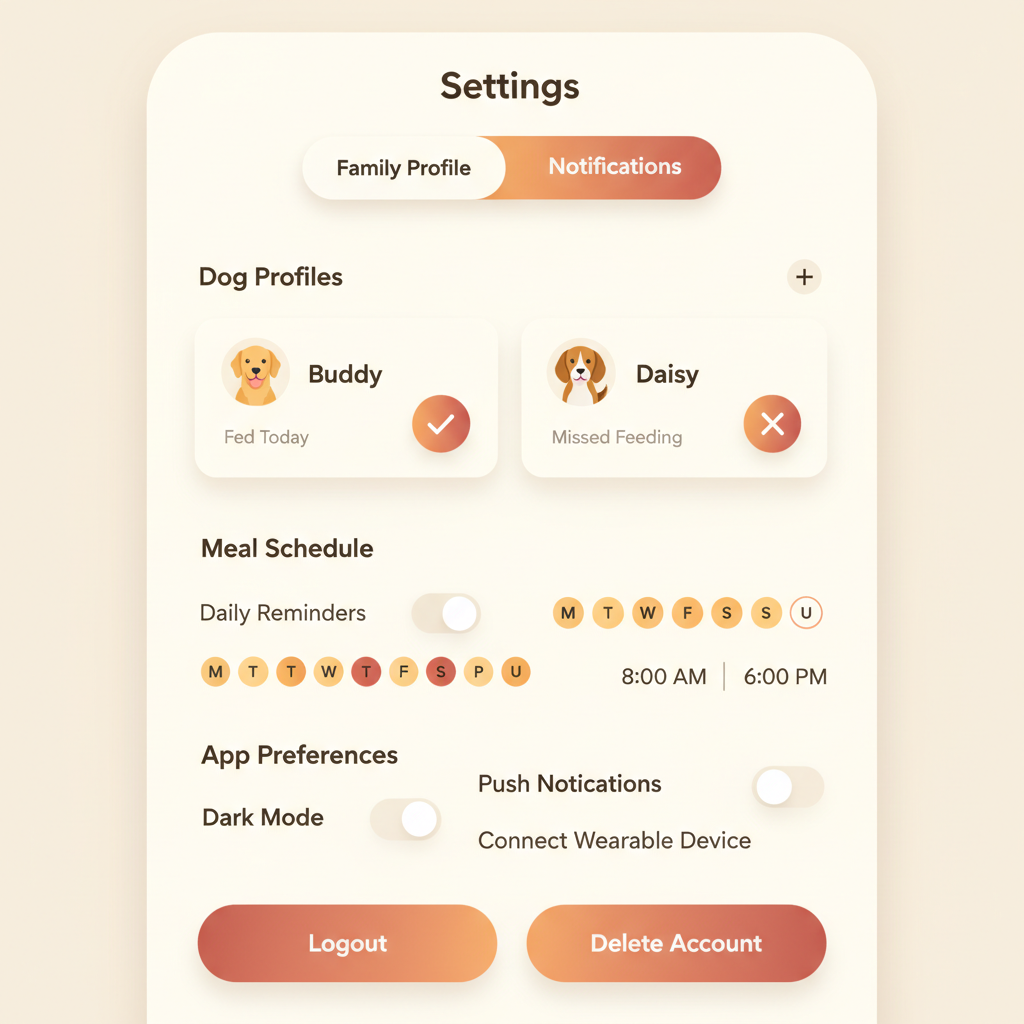 Settings
Family Profile Notifications
Dog Profiles +
Buddy
Fed Today
Daisy
Missed Feeding
Meal Schedule
Daily Reminders M T W F S S U
M T T W T F S P U 8:00 AM | 6:00 PM
App Preferences
Push Notications
Dark Mode
Connect Wearable Device
Logout Delete Account